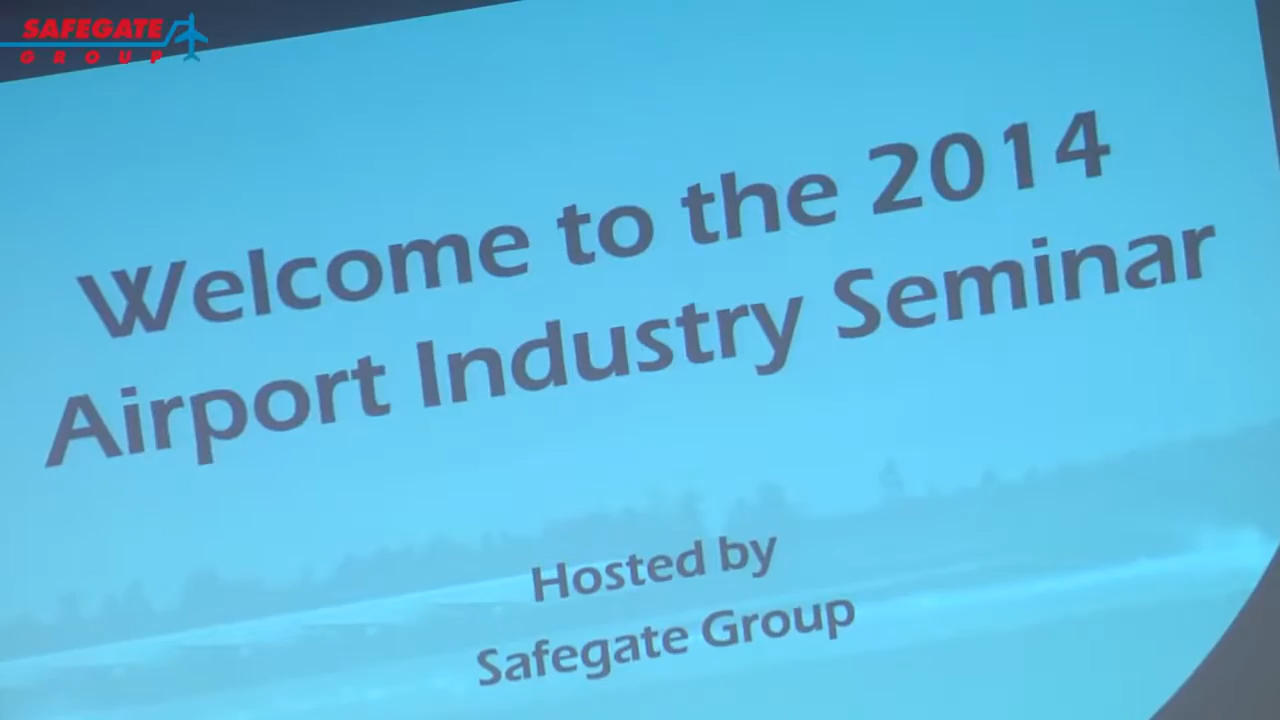 SAFEGATE
GROUP
Welcome to the 2014
Airport Industry Seminar
Hosted by
Safegate Group